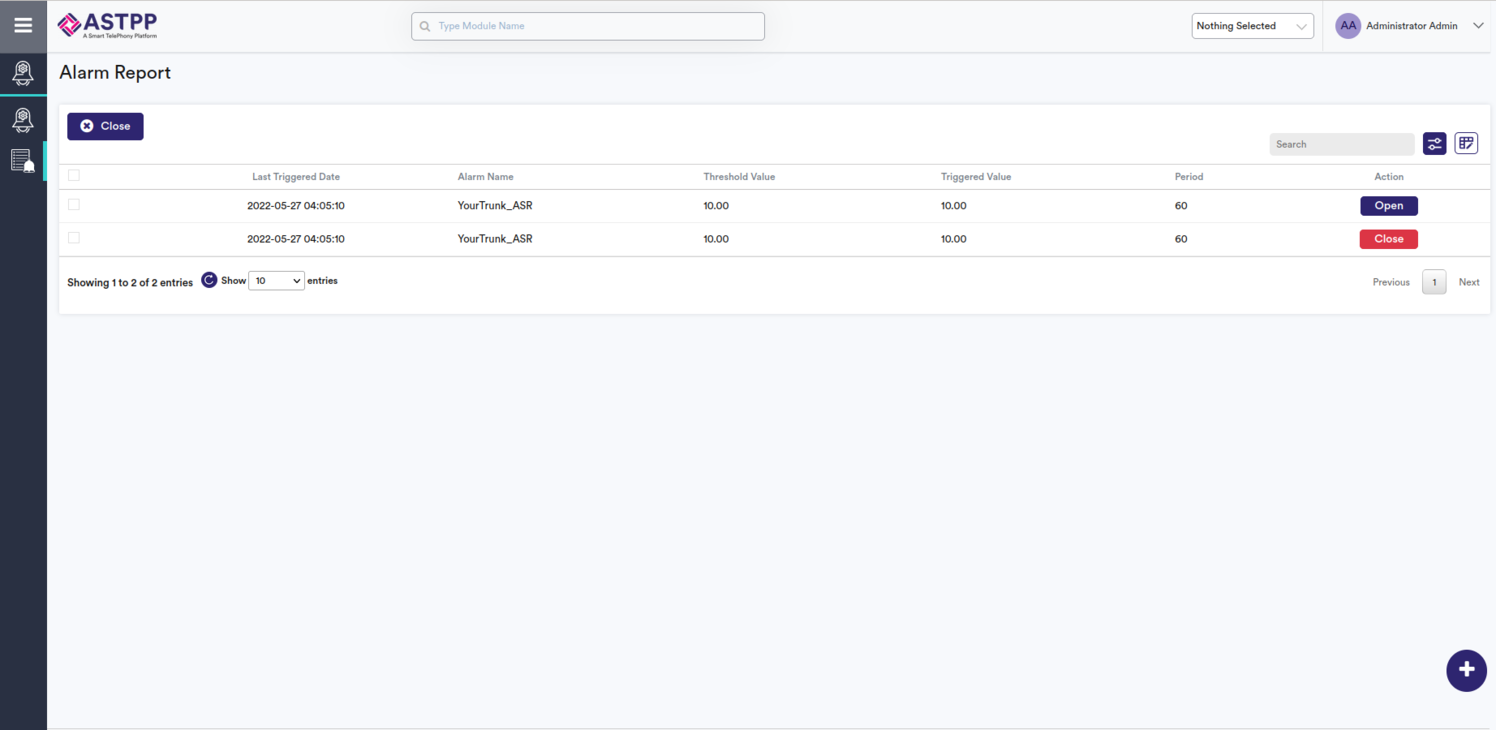 ASTPP
A Smart TelePhony Platform
Type Module Name
Nothing Selected
AA
Administrator Admin
Alarm Report
Close
Search
Last Triggered Date Alarm Name Threshold Value Triggered Value Period Action
2022-05-27 04:05:10 YourTrunk_ASR 10.00 10.00 60 Open
2022-05-27 04:05:10 YourTrunk_ASR 10.00 10.00 60 Close
Showing 1 to 2 of 2 entries Show 10 entries Previous 1 Next